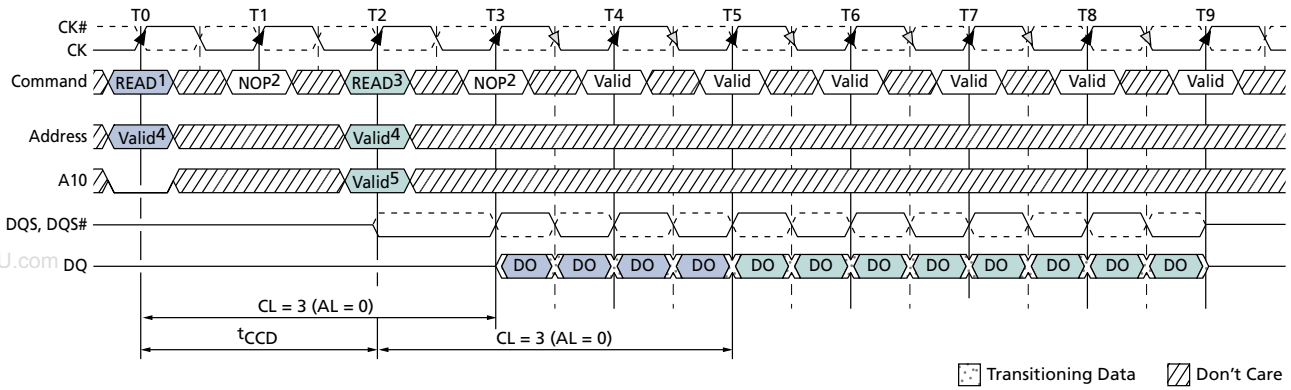 T0 T1 T2 T3 T4 T5 T6 T7 T8 T9
CK#
CK
Command READ1 NOP2 READ3 NOP2 Valid Valid Valid Valid Valid Valid
Address Valid4 Valid4
A10 Valid5
DQS, DQS#
U.com DQ DO DO DO DO DO DO DO DO DO DO DO DO
CL = 3 (AL = 0)
tCCD CL = 3 (AL = 0)
Transitioning Data Don't Care